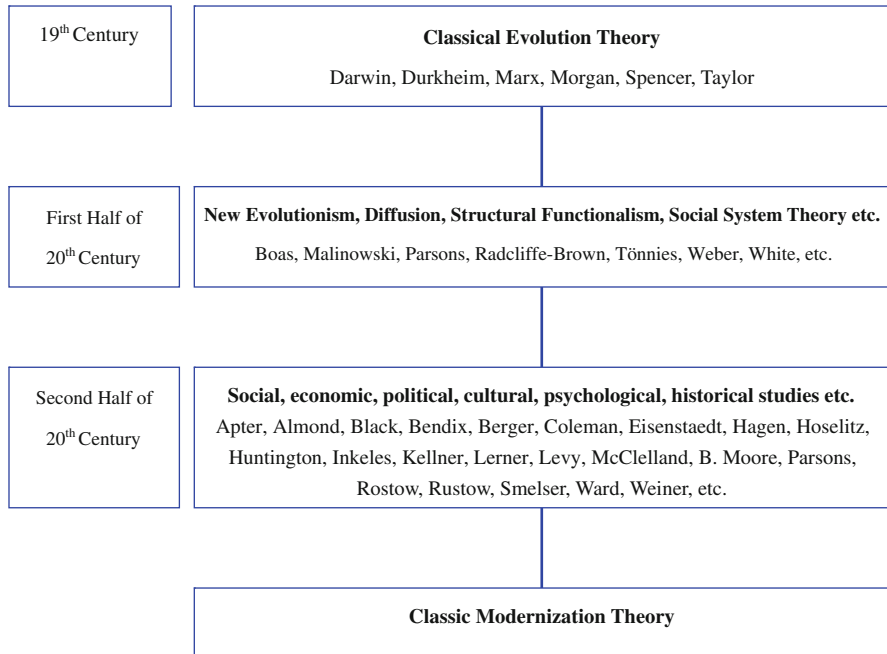 19th Century
Classical Evolution Theory
Darwin, Durkheim, Marx, Morgan, Spencer, Taylor
First Half of
20th Century
New Evolutionism, Diffusion, Structural Functionalism, Social System Theory etc.
Boas, Malinowski, Parsons, Radcliffe-Brown, Tönnies, Weber, White, etc.
Second Half of
20th Century
Social, economic, political, cultural, psychological, historical studies etc.
Apter, Almond, Black, Bendix, Berger, Coleman, Eisenstaedt, Hagen, Hoselitz,
Huntington, Inkeles, Kellner, Lerner, Levy, McClelland, B. Moore, Parsons,
Rostow, Rustow, Smelser, Ward, Weiner, etc.
Classic Modernization Theory